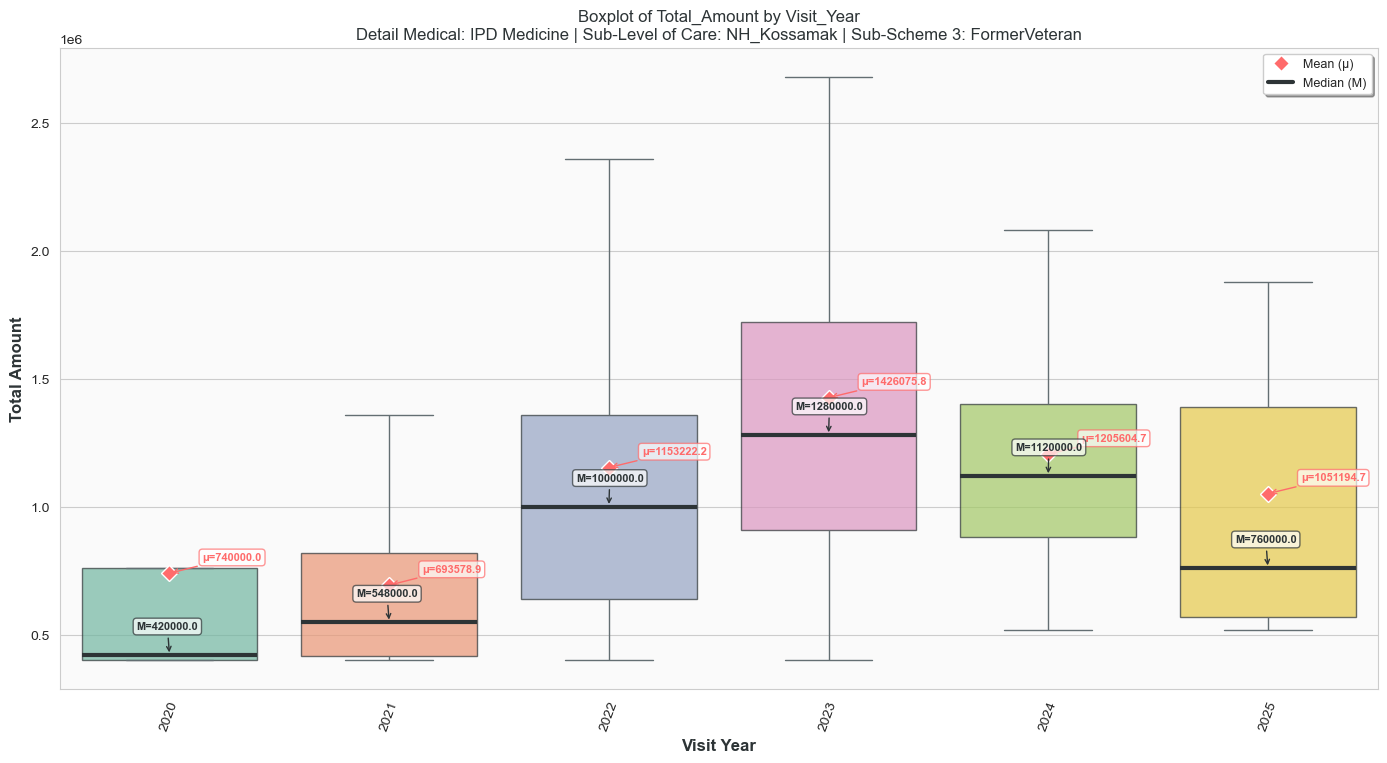 Boxplot of Total_Amount by Visit_Year
Detail Medical: IPD Medicine | Sub-Level of Care: NH_Kossamak | Sub-Scheme 3: FormerVeteran
1e6
Mean (μ)
Median (M)
2.5
2.0
1.5
1.0
0.5
Total Amount
μ=740000.0
M=420000.0
μ=693578.9
M=548000.0
μ=1153222.2
M=1000000.0
μ=1426075.8
M=1280000.0
μ=1205604.7
M=1120000.0
μ=1051194.7
M=760000.0
2020
2021
2022
2023
2024
2025
Visit Year